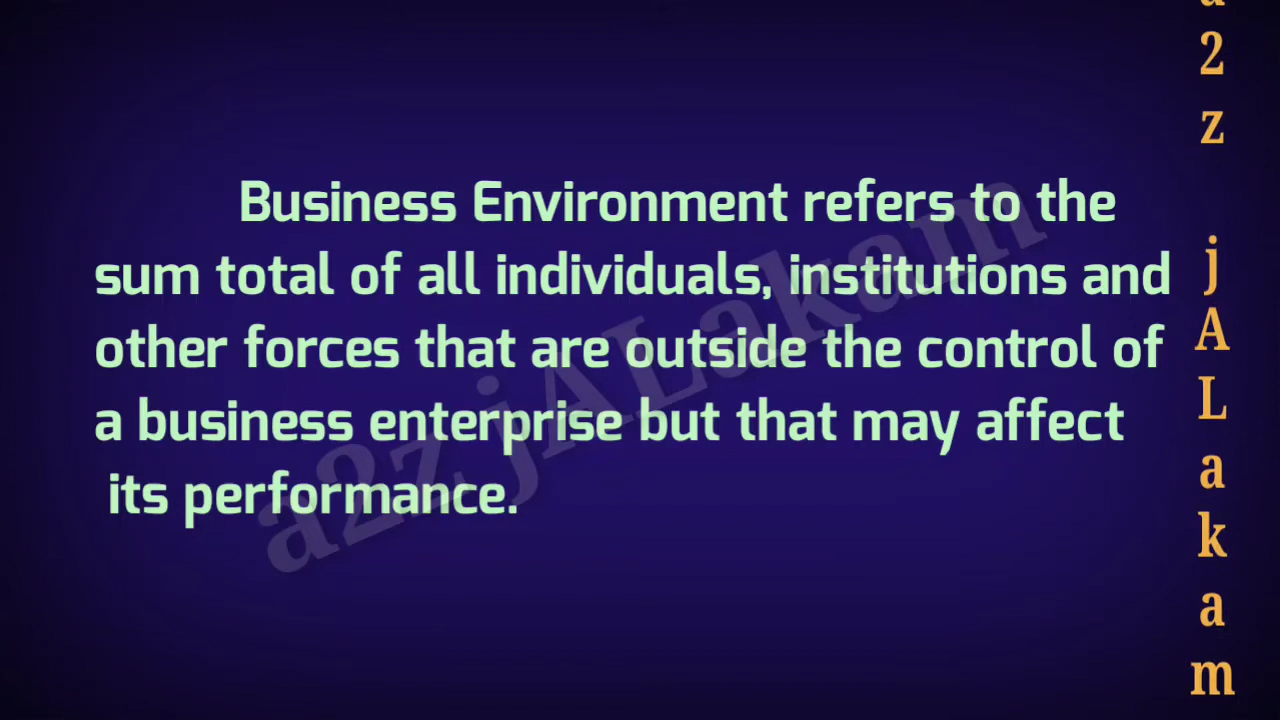 Business Environment refers to the
sum total of all individuals, institutions and
other forces that are outside the control of
a business enterprise but that may affect
its performance.
a2z jALakam
a2z jALakam